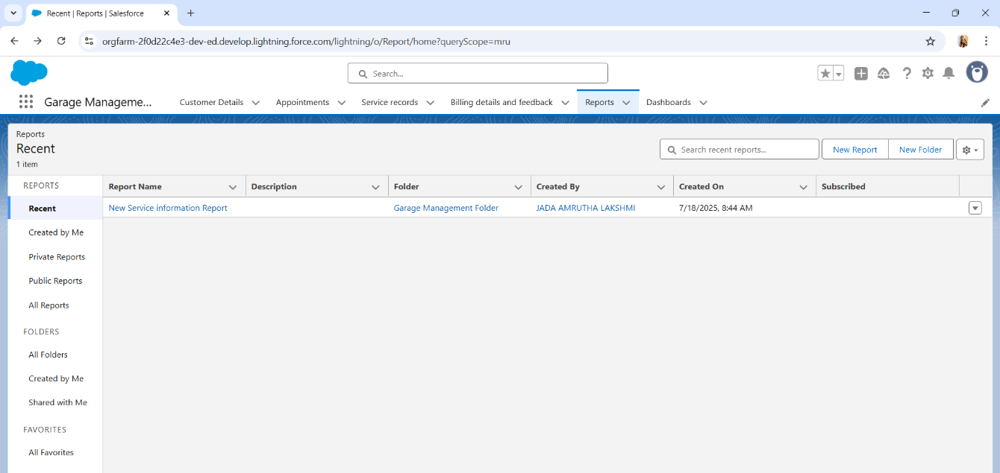 Recent | Reports | Salesforce
orgfarm-2f0d22c4e3-dev-ed.develop.lightning.force.com/lightning/o/Report/home?queryScope=mru
Search...
Garage Manageme... Customer Details Appointments Service records Billing details and feedback Reports Dashboards
Reports
Recent
1 item
Search recent reports... New Report New Folder
REPORTS Report Name Description Folder Created By Created On Subscribed
Recent New Service information Report Garage Management Folder JADA AMRUTHA LAKSHMI 7/18/2025, 8:44 AM
Created by Me
Private Reports
Public Reports
All Reports
FOLDERS
All Folders
Created by Me
Shared with Me
FAVORITES
All Favorites